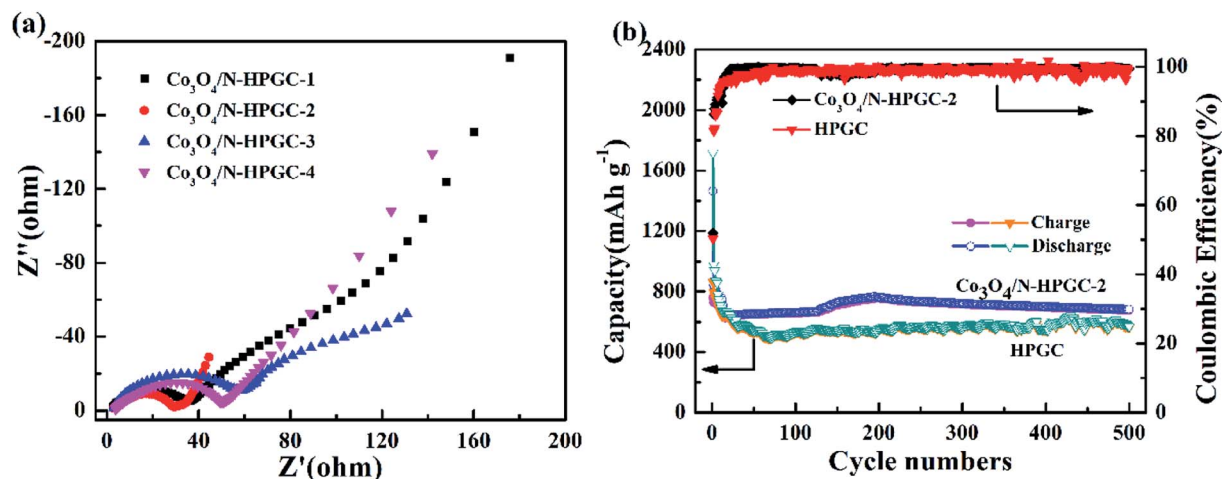 (a)
-200
-160
-120
-80
-40
0
Z''(ohm)
Co₃O₄/N-HPGC-1
Co₃O₄/N-HPGC-2
Co₃O₄/N-HPGC-3
Co₃O₄/N-HPGC-4
0 40 80 120 160 200
Z'(ohm)
(b)
2400
2000
1600
1200
800
400
0
Capacity(mAh g⁻¹)
Co₃O₄/N-HPGC-2
HPGC
Charge
Discharge
Co₃O₄/N-HPGC-2
HPGC
100
80
60
40
20
0
Coulombic Efficiency(%)
0 100 200 300 400 500
Cycle numbers